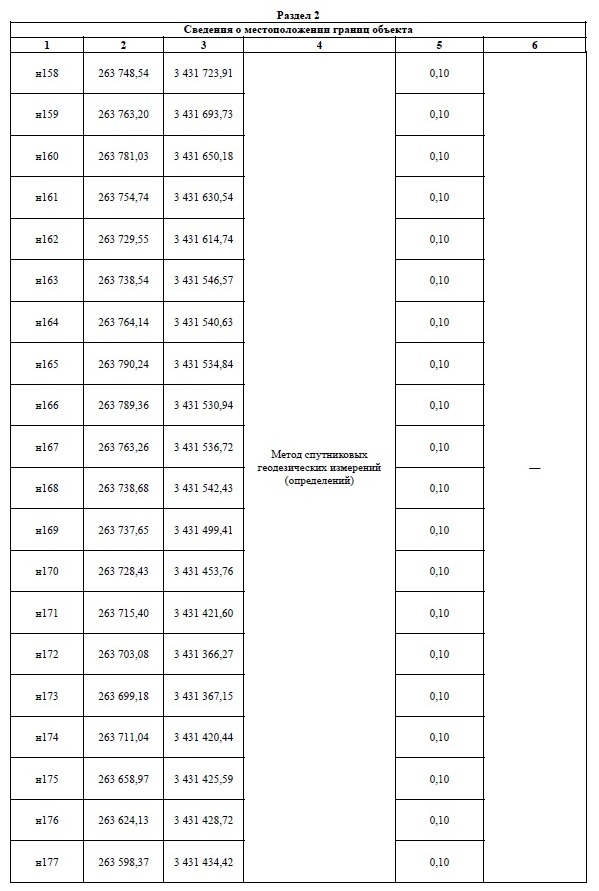 Раздел 2
Сведения о местоположении границ объекта
1 2 3 4 5 6
н158 263 748,54 3 431 723,91 0,10
н159 263 763,20 3 431 693,73 0,10
н160 263 781,03 3 431 650,18 0,10
н161 263 754,74 3 431 630,54 0,10
н162 263 729,55 3 431 614,74 0,10
н163 263 738,54 3 431 546,57 0,10
н164 263 764,14 3 431 540,63 0,10
н165 263 790,24 3 431 534,84 0,10
н166 263 789,36 3 431 530,94 0,10
н167 263 763,26 3 431 536,72 0,10
Метод спутниковых
геодезических измерений
(определений)
—
н168 263 738,68 3 431 542,43 0,10
н169 263 737,65 3 431 499,41 0,10
н170 263 728,43 3 431 453,76 0,10
н171 263 715,40 3 431 421,60 0,10
н172 263 703,08 3 431 366,27 0,10
н173 263 699,18 3 431 367,15 0,10
н174 263 711,04 3 431 420,44 0,10
н175 263 658,97 3 431 425,59 0,10
н176 263 624,13 3 431 428,72 0,10
н177 263 598,37 3 431 434,42 0,10